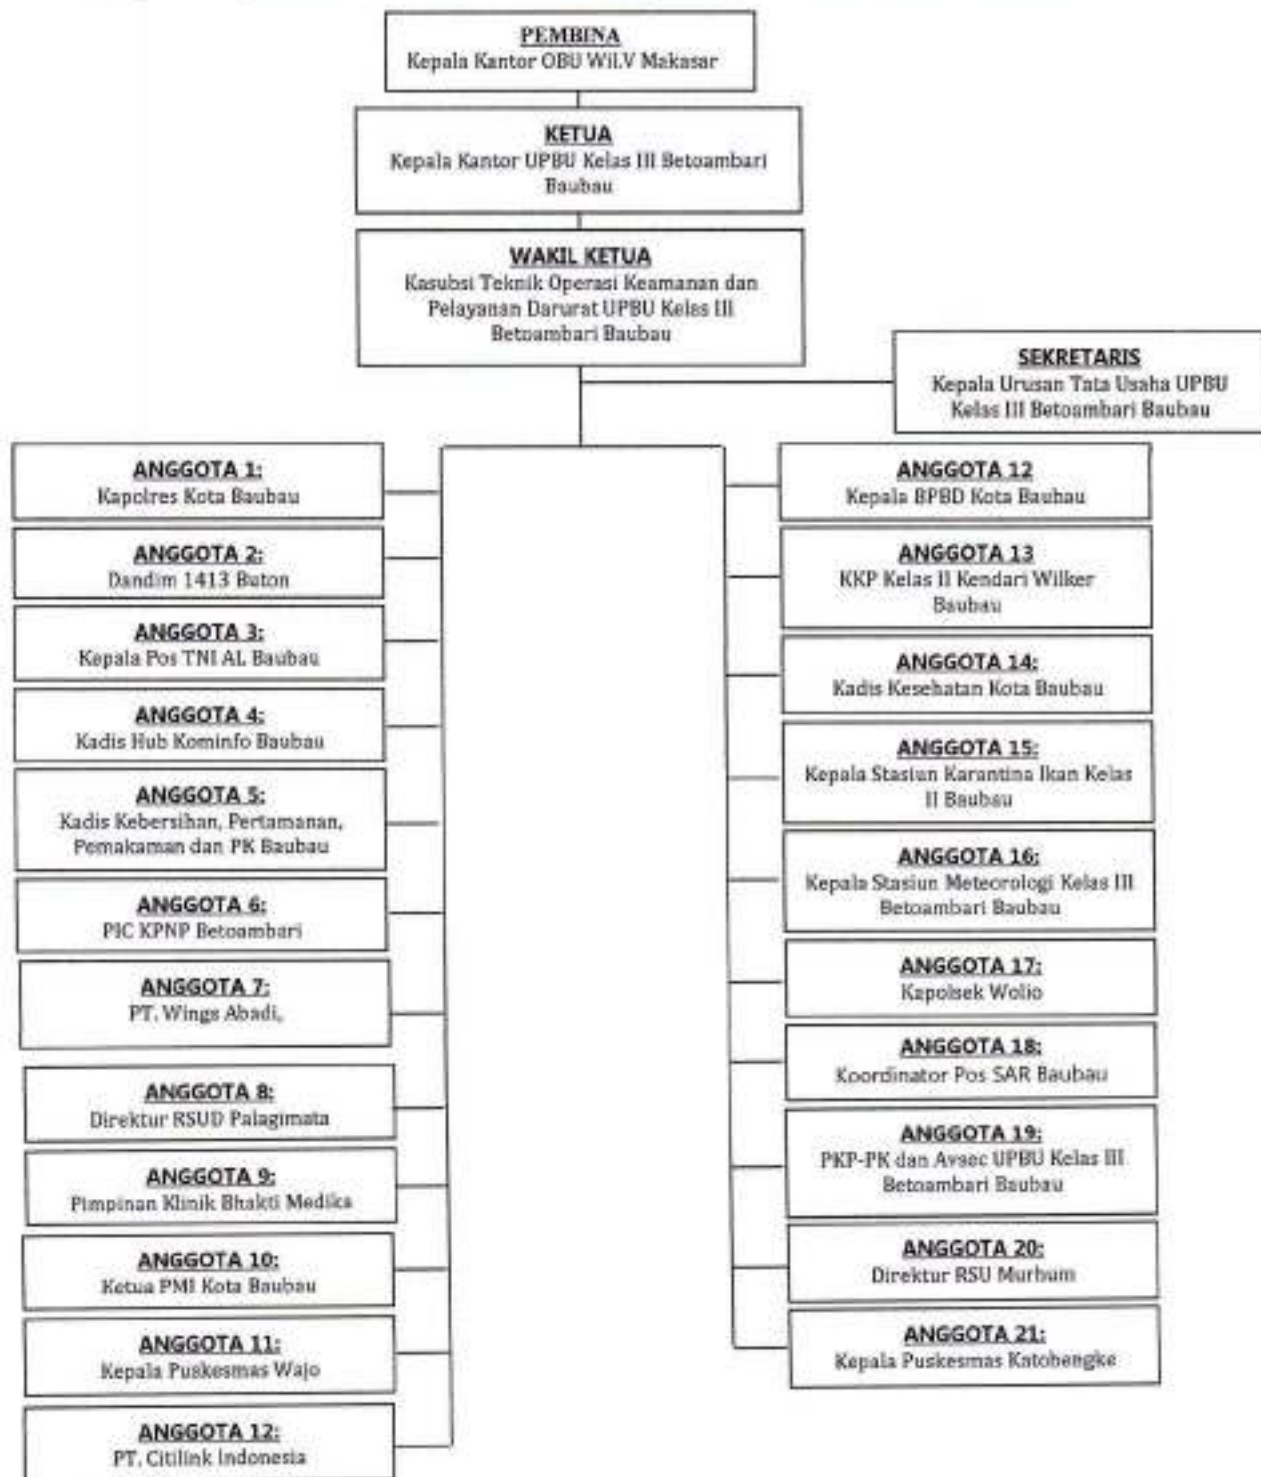 PEMBINA
Kepala Kantor OBU Wil.V Makasar
KETUA
Kepala Kantor UPBU Kelas III Betoambari
Baubau
WAKIL KETUA
Kasubsi Teknik Operasi Keamanan dan
Pelayanan Darurat UPBU Kelas III
Betoambari Baubau
SEKRETARIS
Kepala Urusan Tata Usaha UPBU
Kelas III Betoambari Baubau
ANGGOTA 1:
Kapolres Kota Baubau
ANGGOTA 2:
Dandim 1413 Buton
ANGGOTA 3:
Kepala Pos TNI AL Baubau
ANGGOTA 4:
Kadis Hub Kominfo Baubau
ANGGOTA 5:
Kadis Kebersihan, Pertamanan,
Pemakaman dan PK Baubau
ANGGOTA 6:
PIC KPNP Betoambari
ANGGOTA 7:
PT. Wings Abadi,
ANGGOTA 8:
Direktur RSUD Palagimata
ANGGOTA 9:
Pimpinan Klinik Bhakti Medika
ANGGOTA 10:
Ketua PMI Kota Baubau
ANGGOTA 11:
Kepala Puskesmas Wajo
ANGGOTA 12:
PT. Citilink Indonesia
ANGGOTA 12
Kepala BPBD Kota Baubau
ANGGOTA 13
KKP Kelas II Kendari Wilker
Baubau
ANGGOTA 14:
Kadis Kesehatan Kota Baubau
ANGGOTA 15:
Kepala Stasiun Karantina Ikan Kelas
II Baubau
ANGGOTA 16:
Kepala Stasiun Meteorologi Kelas III
Betoambari Baubau
ANGGOTA 17:
Kapolsek Wolio
ANGGOTA 18:
Koordinator Pos SAR Baubau
ANGGOTA 19:
PKP-PK dan Avsec UPBU Kelas III
Betoambari Baubau
ANGGOTA 20:
Direktur RSU Murhum
ANGGOTA 21:
Kepala Puskesmas Katobengke